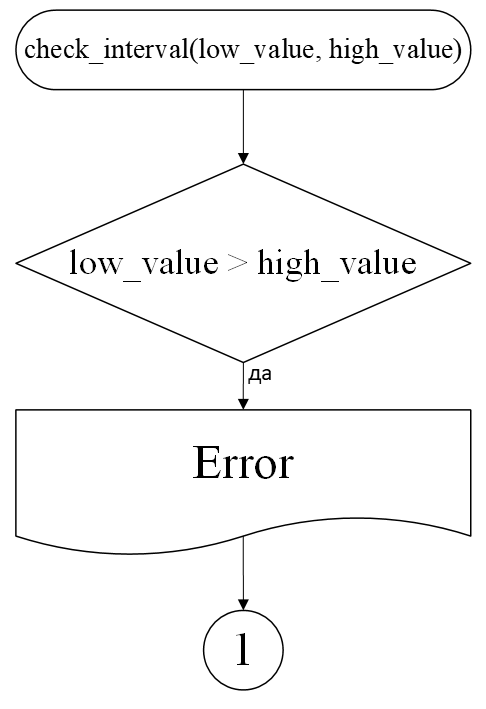 check_interval(low_value, high_value)
low_value > high_value
да
Error
1